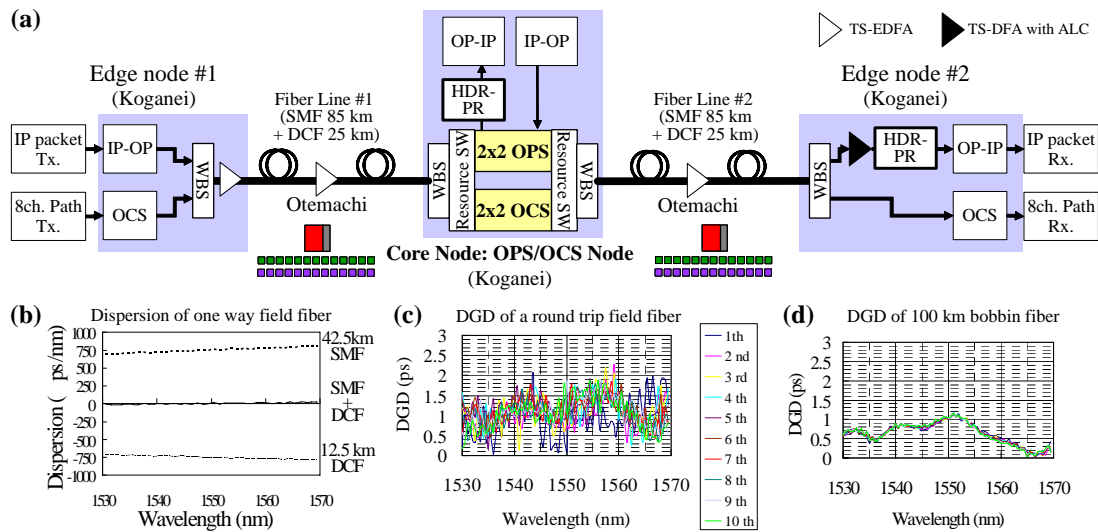 (a)
TS-EDFA
TS-DFA with ALC
Edge node #1
(Koganei)
IP packet
Tx.
IP-OP
8ch. Path
Tx.
OCS
WBS
Fiber Line #1
(SMF 85 km
+ DCF 25 km)
Otemachi
OP-IP
IP-OP
HDR-
PR
WBS
Resource SW
2x2 OPS
2x2 OCS
Resource SW
WBS
Core Node: OPS/OCS Node
(Koganei)
Fiber Line #2
(SMF 85 km
+ DCF 25 km)
Otemachi
Edge node #2
(Koganei)
WBS
HDR-
PR
OP-IP
IP packet
Rx.
OCS
8ch. Path
Rx.
(b)
Dispersion of one way field fiber
Dispersion ( ps/nm)
1000
750
500
250
0
-250
-500
-750
-1000
42.5km
SMF
SMF
+
DCF
12.5 km
DCF
1530 1540 1550 1560 1570
Wavelength (nm)
(c)
DGD of a round trip field fiber
DGD (ps)
3
2.5
2
1.5
1
0.5
0
1530 1540 1550 1560 1570
Wavelength (nm)
1th
2 nd
3 rd
4 th
5 th
6 th
7 th
8 th
9 th
10 th
(d)
DGD of 100 km bobbin fiber
DGD (ps)
3
2.5
2
1.5
1
0.5
0
1530 1540 1550 1560 1570
Wavelength (nm)